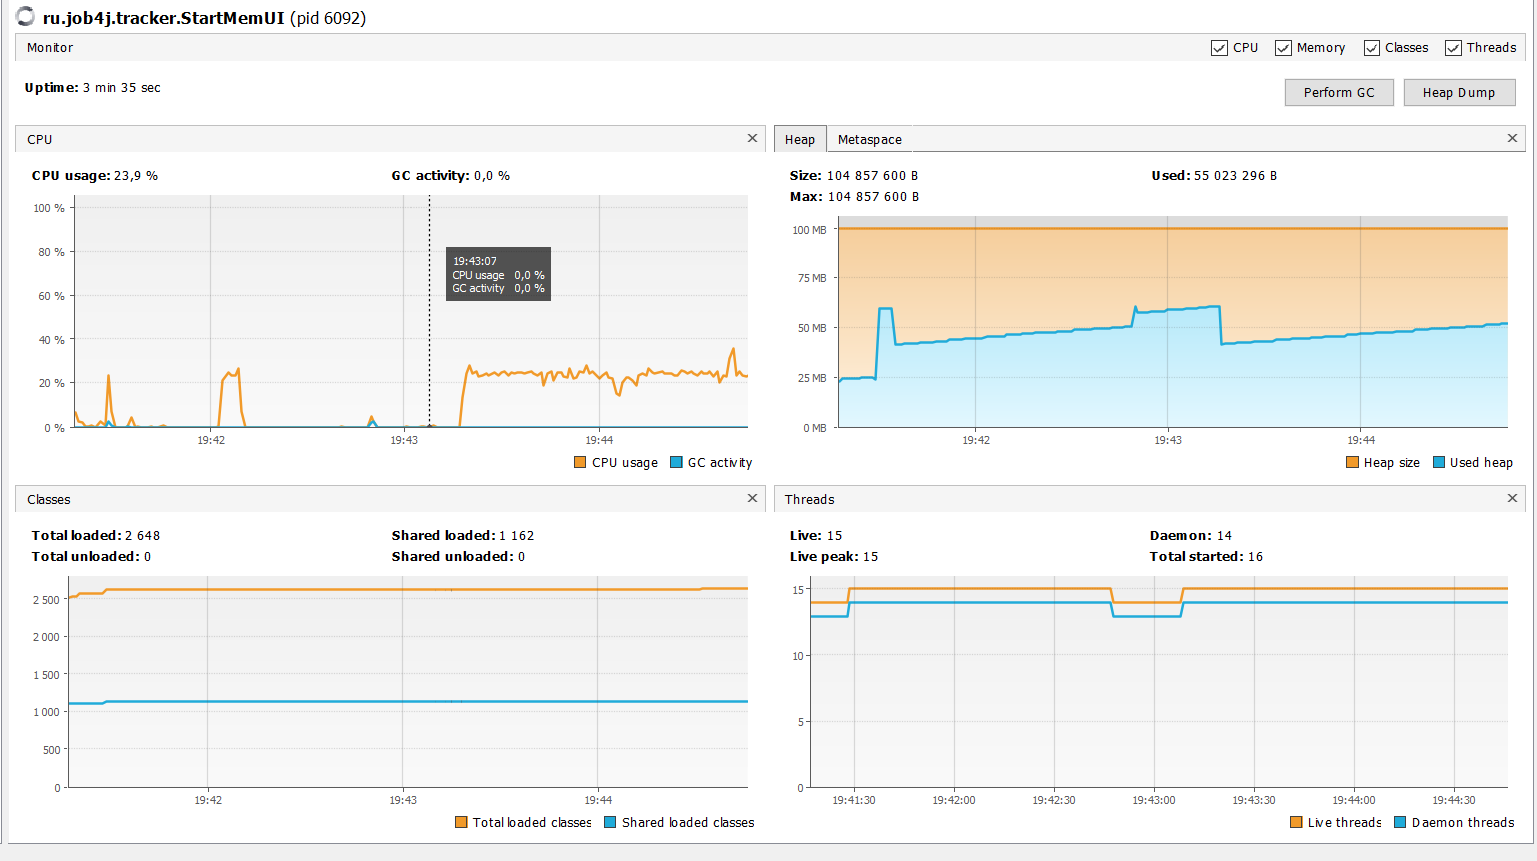 ru.job4j.tracker.StartMemUI (pid 6092)
Monitor
CPU Memory Classes Threads
Uptime: 3 min 35 sec
Perform GC Heap Dump
CPU
CPU usage: 23,9 % GC activity: 0,0 %
100 %
80 %
60 %
40 %
20 %
0 %
19:43:07
CPU usage 0,0 %
GC activity 0,0 %
19:42 19:43 19:44
CPU usage GC activity
Heap Metaspace
Size: 104 857 600 B Used: 55 023 296 B
Max: 104 857 600 B
100 MB
75 MB
50 MB
25 MB
0 MB
19:42 19:43 19:44
Heap size Used heap
Classes
Total loaded: 2 648 Shared loaded: 1 162
Total unloaded: 0 Shared unloaded: 0
2 500
2 000
1 500
1 000
500
0
19:42 19:43 19:44
Total loaded classes Shared loaded classes
Threads
Live: 15 Daemon: 14
Live peak: 15 Total started: 16
15
10
5
0
19:41:30 19:42:00 19:42:30 19:43:00 19:43:30 19:44:00 19:44:30
Live threads Daemon threads